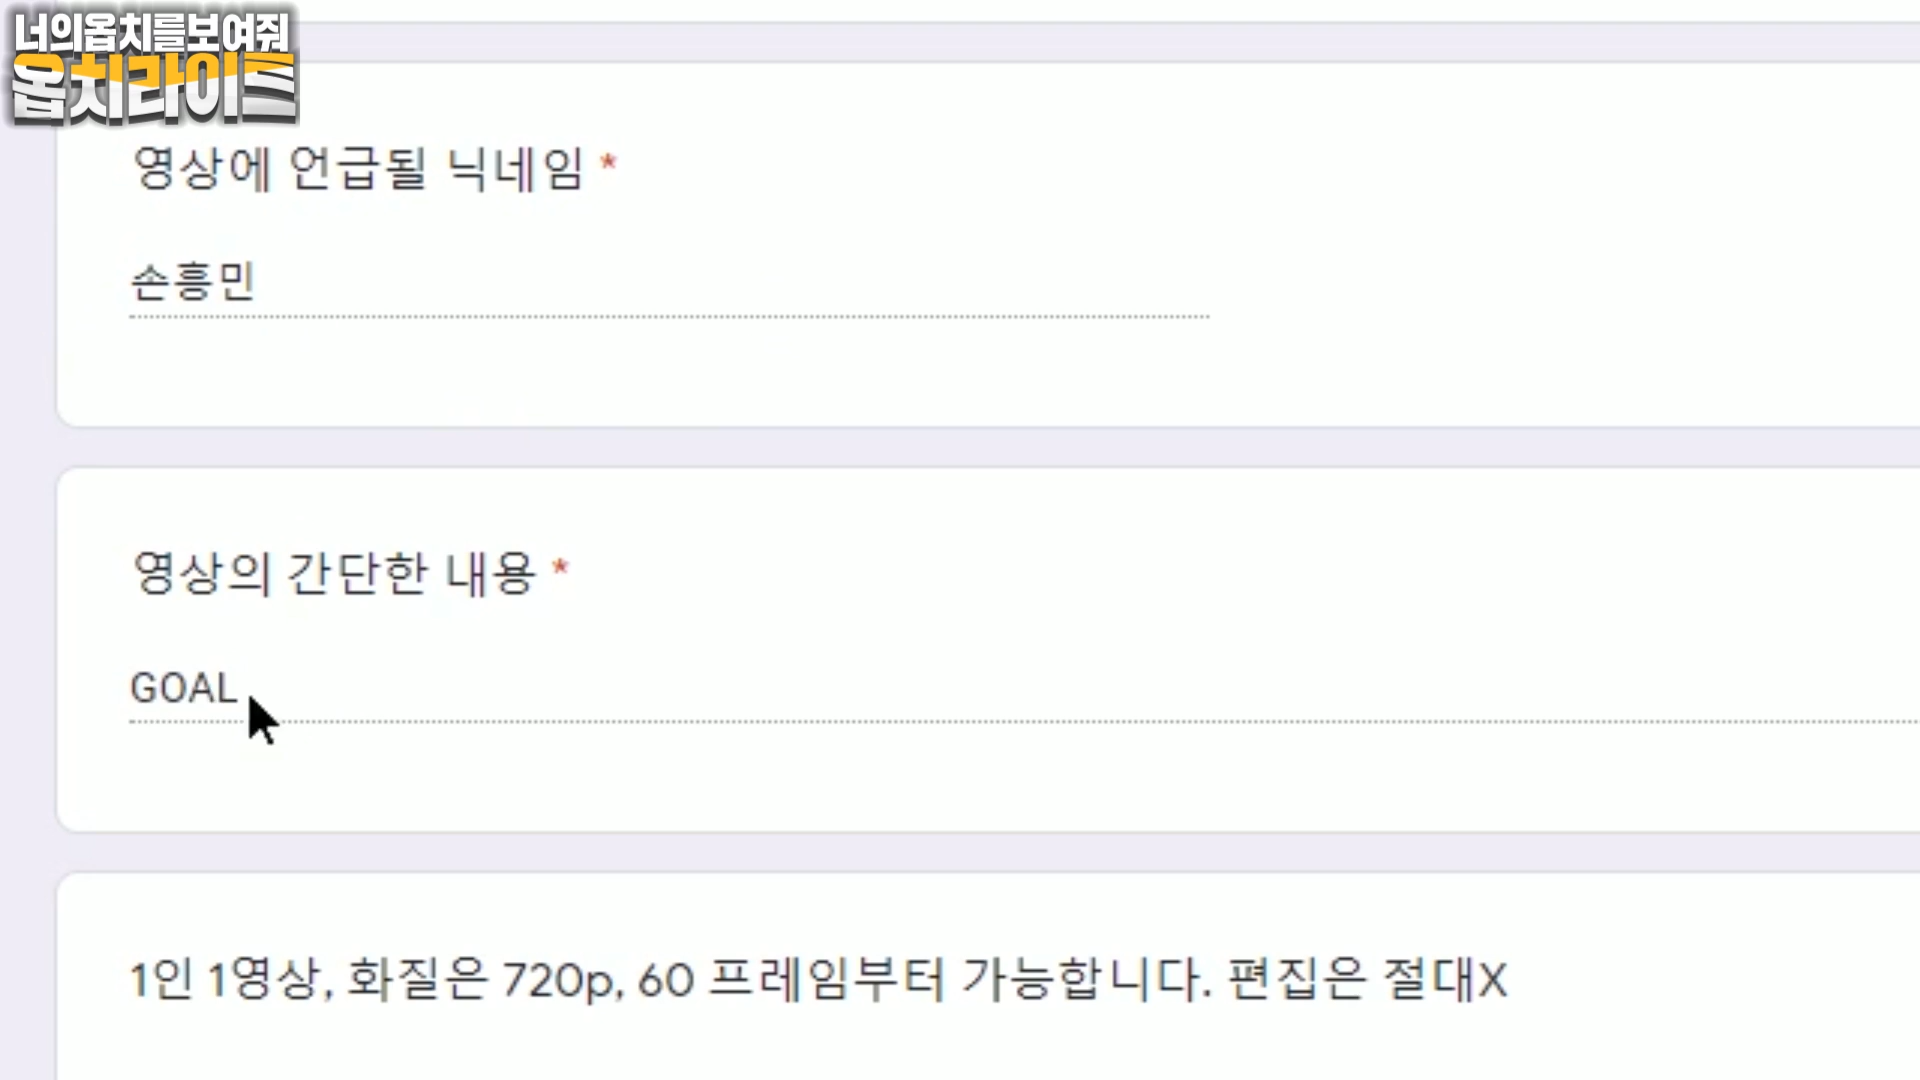 너의옵치를보여줘
옵치라이트
영상에 언급될 닉네임 *
손흥민
영상의 간단한 내용 *
GOAL
1인 1영상, 화질은 720p, 60 프레임부터 가능합니다. 편집은 절대X